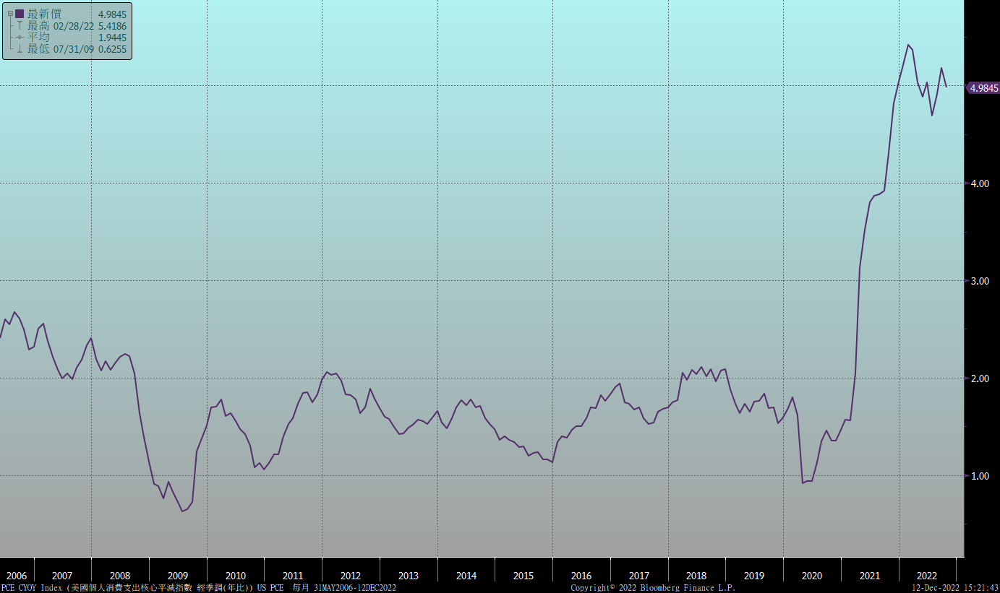 最新價 4.9845
最高 02/28/22 5.4186
平均 1.9445
最低 07/31/09 0.6255
4.9845
4.00
3.00
2.00
1.00
2006 2007 2008 2009 2010 2011 2012 2013 2014 2015 2016 2017 2018 2019 2020 2021 2022
PCE CYOY Index (美國個人消費支出核心平減指數 經季調(年比)) US PCE 每月 31MAY2006-12DEC2022 Copyright© 2022 Bloomberg Finance L.P. 12-Dec-2022 15:21:43